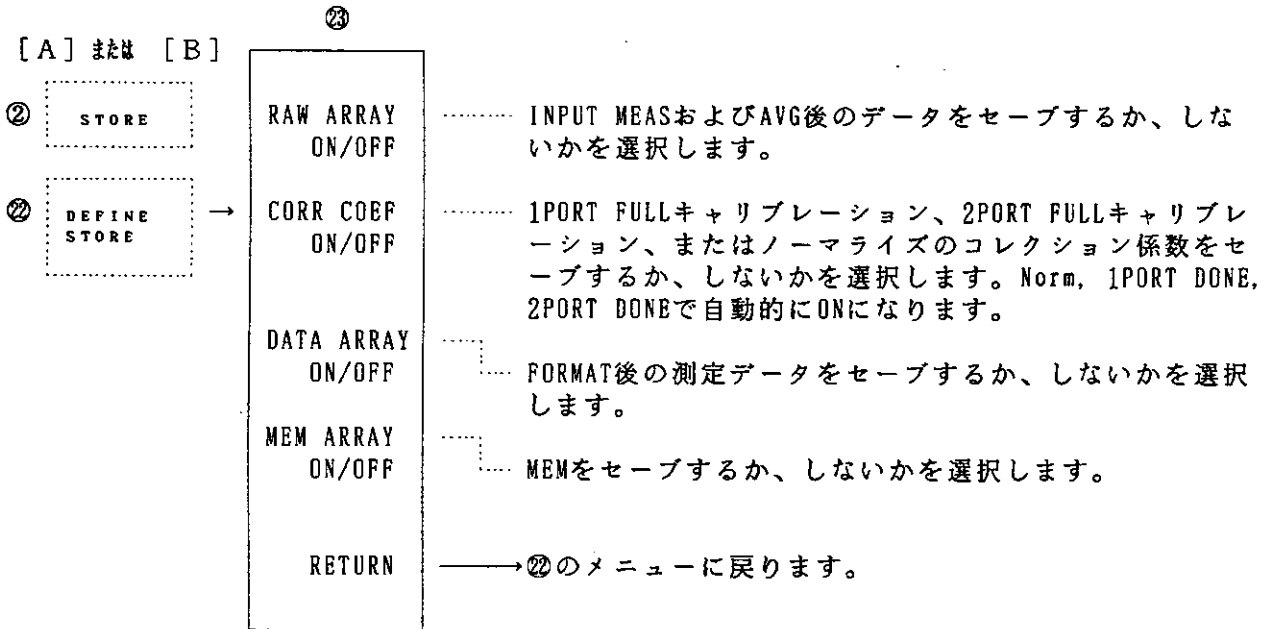 ㉓
[A] または [B]
② STORE
RAW ARRAY ……… INPUT MEASおよびAVG後のデータをセーブするか、しな
ON/OFF いかを選択します。
㉒ DEFINE → CORR COEF ……… 1PORT FULLキャリブレーション、2PORT FULLキャリブレ
STORE ON/OFF ーション、またはノーマライズのコレクション係数をセ
ーブするか、しないかを選択します。Norm, 1PORT DONE,
2PORT DONEで自動的にONになります。
DATA ARRAY ……
ON/OFF …… FORMAT後の測定データをセーブするか、しないかを選択
します。
MEM ARRAY ……
ON/OFF …… MEMをセーブするか、しないかを選択します。
RETURN ───→㉒のメニューに戻ります。